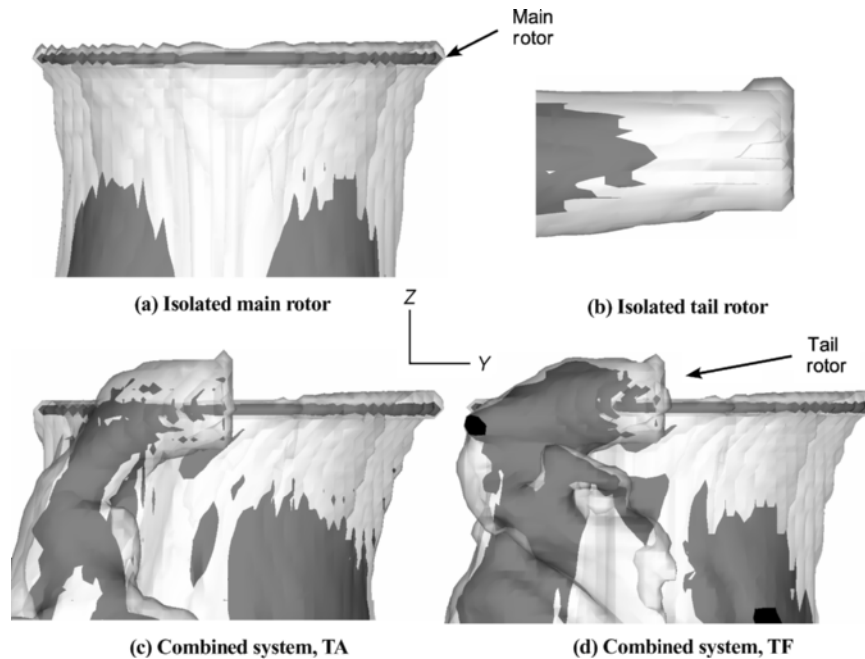 Main
rotor
(a) Isolated main rotor
(b) Isolated tail rotor
Z
Y
Tail
rotor
(c) Combined system, TA
(d) Combined system, TF